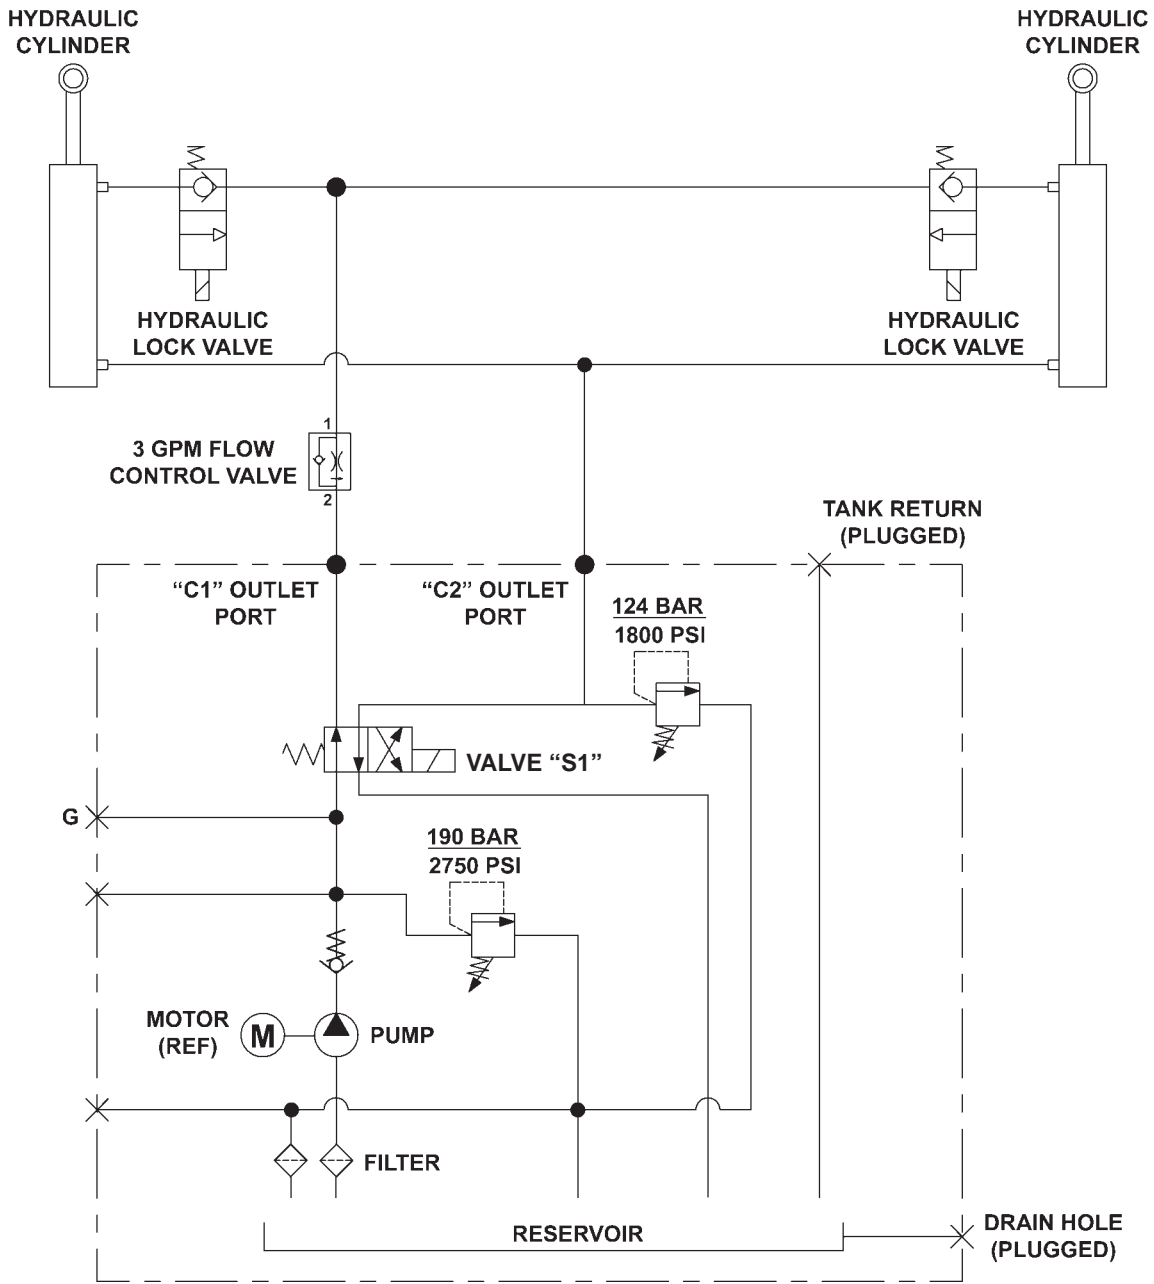 HYDRAULIC
CYLINDER
HYDRAULIC
CYLINDER
HYDRAULIC
LOCK VALVE
HYDRAULIC
LOCK VALVE
1
3 GPM FLOW
CONTROL VALVE
2
TANK RETURN
(PLUGGED)
“C1” OUTLET
PORT
“C2” OUTLET
PORT
124 BAR
1800 PSI
VALVE “S1”
G
190 BAR
2750 PSI
MOTOR
(REF)
M
PUMP
FILTER
RESERVOIR
DRAIN HOLE
(PLUGGED)